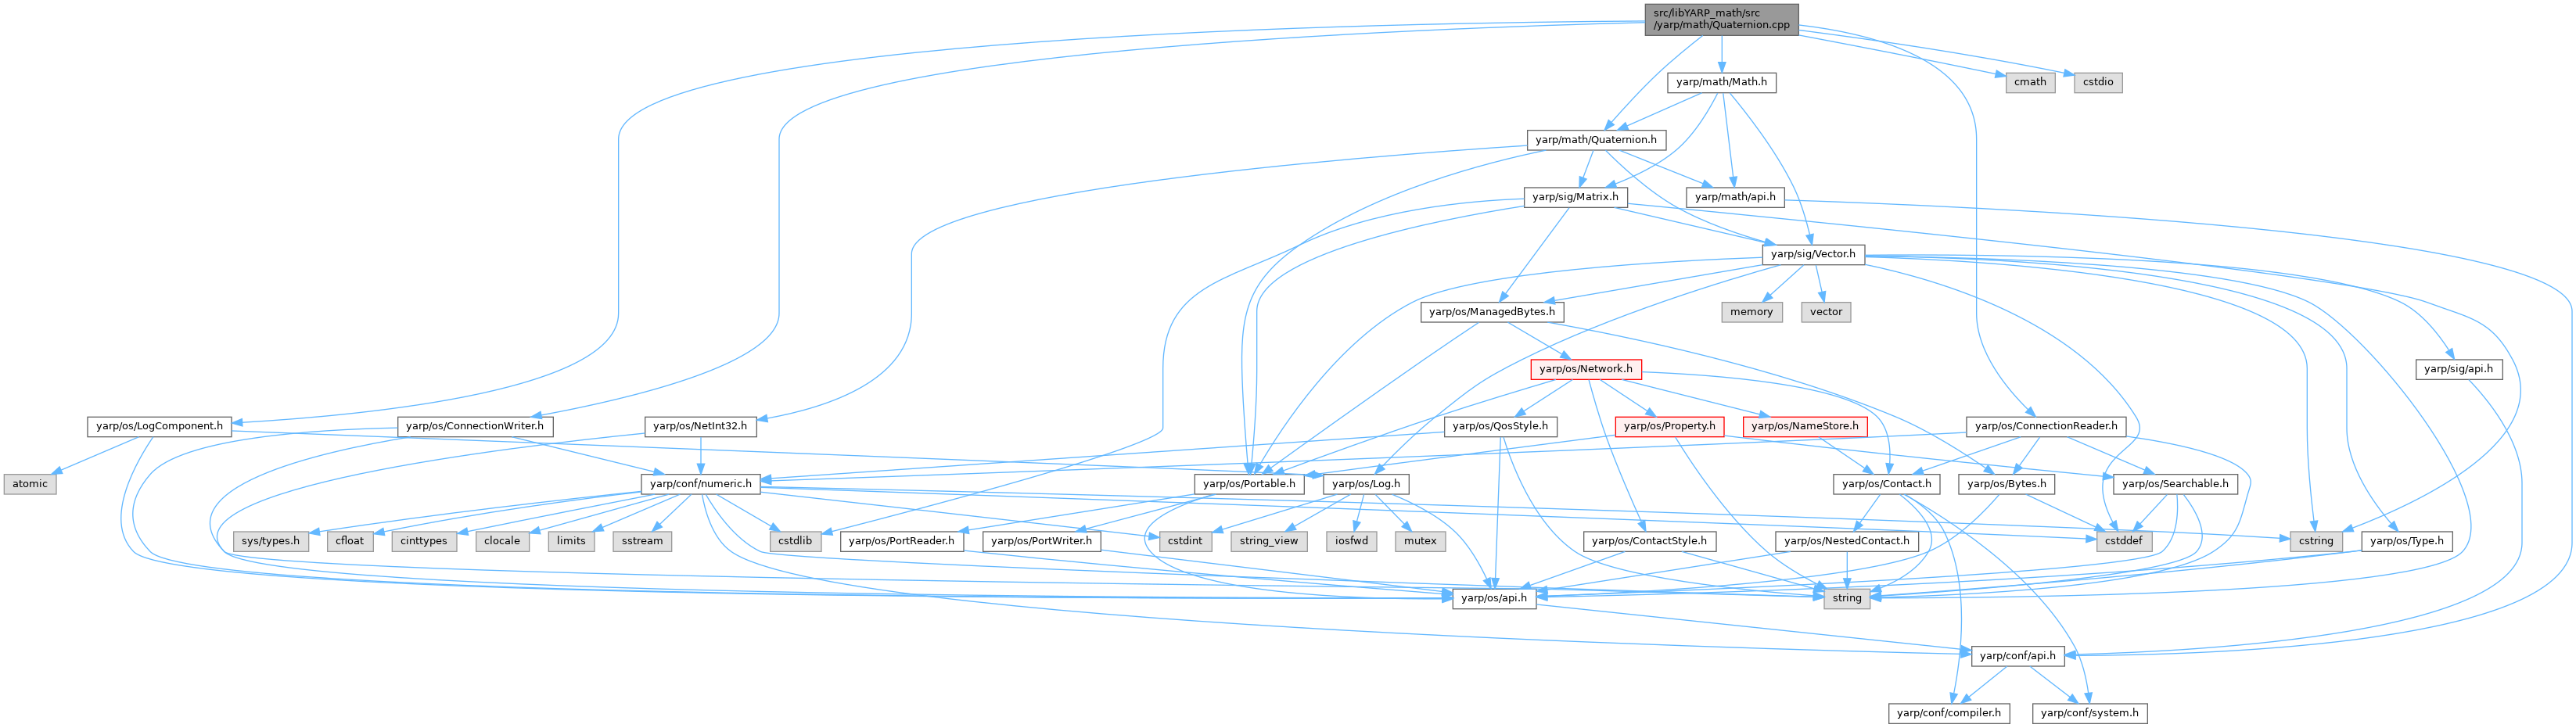 src/libYARP_math/src
/yarp/math/Quaternion.cpp
yarp/math/Math.h
cmath
cstdio
yarp/math/Quaternion.h
yarp/sig/Matrix.h
yarp/math/api.h
yarp/sig/Vector.h
yarp/os/ManagedBytes.h
memory
vector
yarp/os/Network.h
yarp/sig/api.h
yarp/os/LogComponent.h
yarp/os/ConnectionWriter.h
yarp/os/NetInt32.h
yarp/os/QosStyle.h
yarp/os/Property.h
yarp/os/NameStore.h
yarp/os/ConnectionReader.h
atomic
yarp/conf/numeric.h
yarp/os/Portable.h
yarp/os/Log.h
yarp/os/Contact.h
yarp/os/Bytes.h
yarp/os/Searchable.h
sys/types.h
cfloat
cinttypes
clocale
limits
sstream
cstdlib
yarp/os/PortReader.h
yarp/os/PortWriter.h
cstdint
string_view
iosfwd
mutex
yarp/os/ContactStyle.h
yarp/os/NestedContact.h
cstddef
cstring
yarp/os/Type.h
yarp/os/api.h
string
yarp/conf/api.h
yarp/conf/compiler.h
yarp/conf/system.h